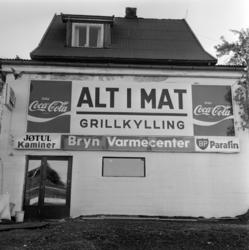 ALT I MAT
GRILLKYLLING
Coca-Cola
Coca-Cola
JØTUL
Kaminer
Bryn Varmecenter
BP
Parafin